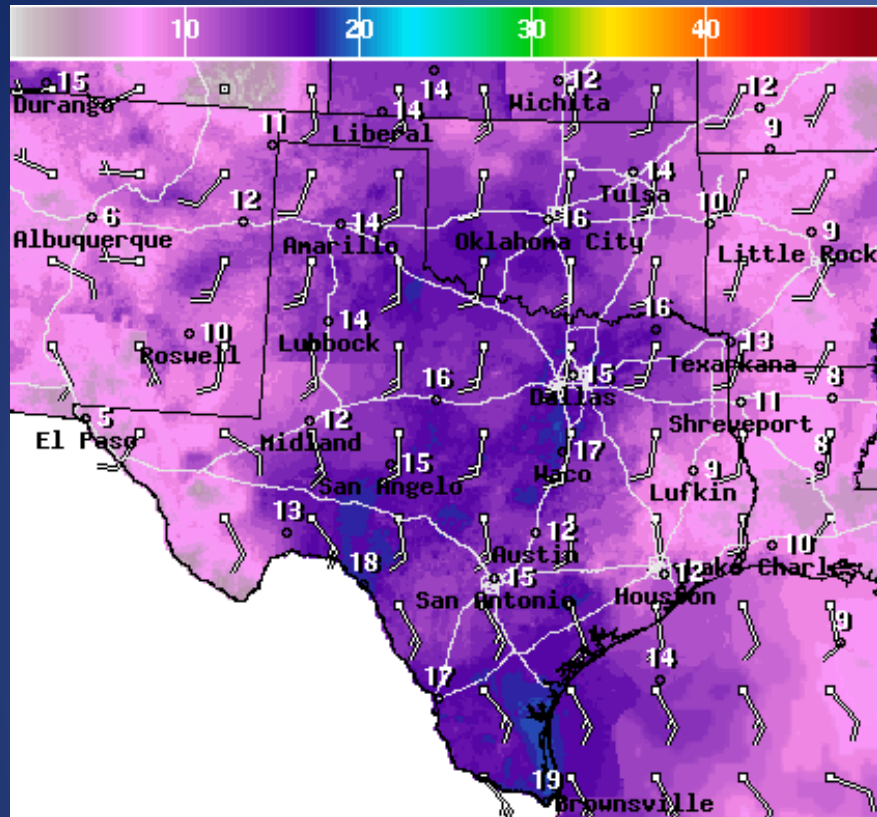 10 20 30 40
15 14 12 12
Durango Wichita
14
Liberal
11 9
14
Tulsa
6 12 14 16 10 9
Albuquerque Amarillo Oklahoma City Little Rock
10 14 16 13
Roswell Lubbock Texarkana
15
Dallas
16 11 8
5 12 Shreveport
El Paso Midland
15 17 9 8
San Angelo Waco Lufkin
13 12 10
Austin Lake Charles
18 15 12
San Antonio Houston
9
17 14
19
Brownsville